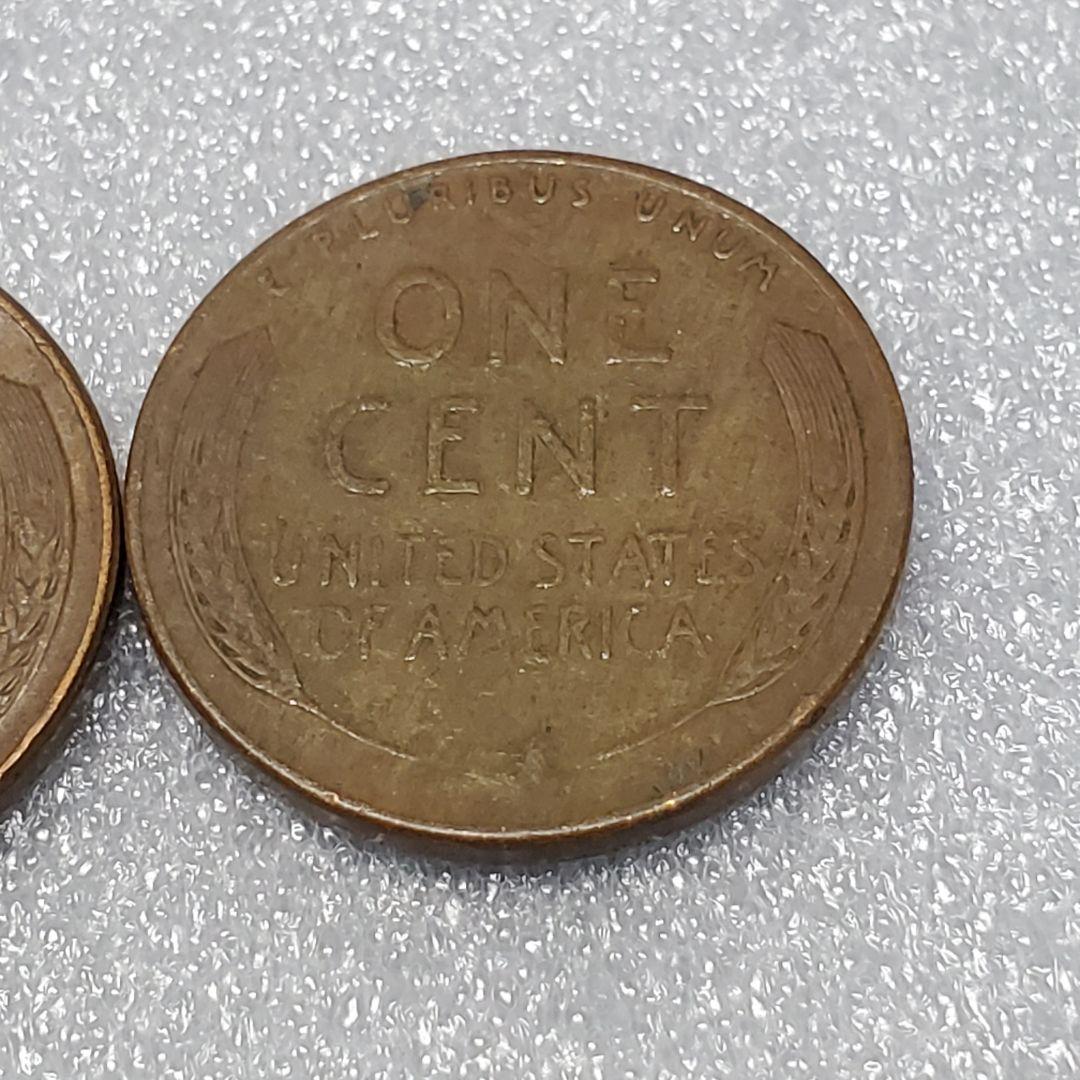 E PLURIBUS UNUM
ONE
CENT
UNITED STATES
OF AMERICA